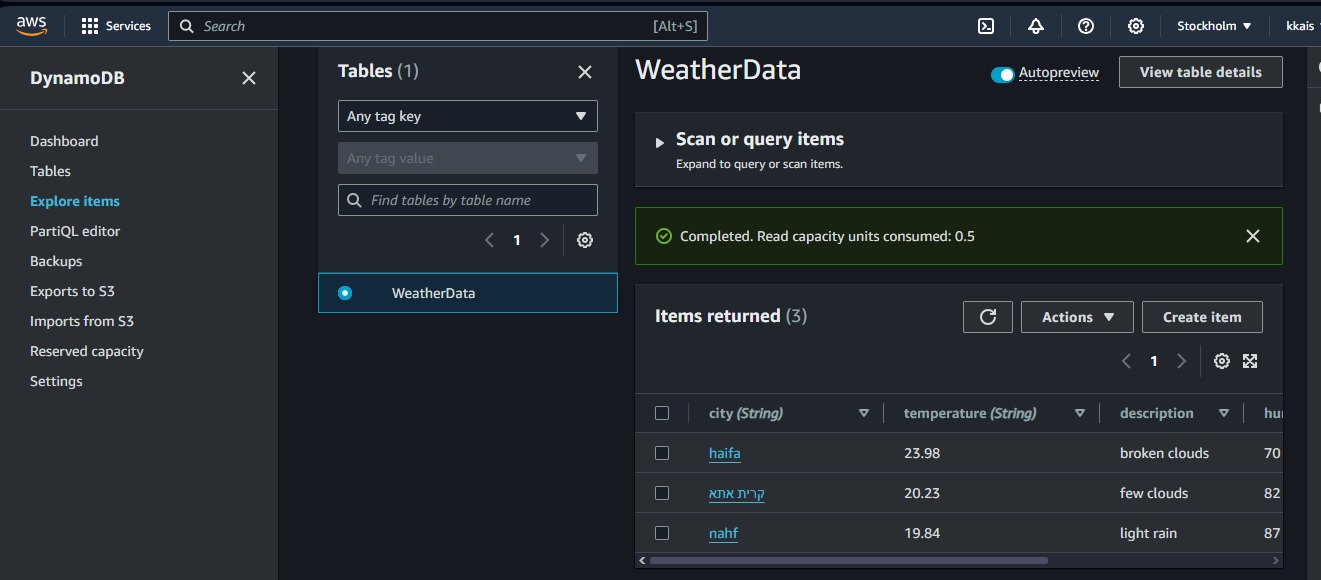 aws Services Search [Alt+S] Stockholm kkais
DynamoDB
Dashboard
Tables
Explore items
PartiQL editor
Backups
Exports to S3
Imports from S3
Reserved capacity
Settings
Tables (1)
Any tag key
Any tag value
Find tables by table name
1
WeatherData
WeatherData
Autopreview
View table details
Scan or query items
Expand to query or scan items.
Completed. Read capacity units consumed: 0.5
Items returned (3)
Actions
Create item
1
city (String) temperature (String) description hu
haifa 23.98 broken clouds 70
קרית אתא 20.23 few clouds 82
nahf 19.84 light rain 87